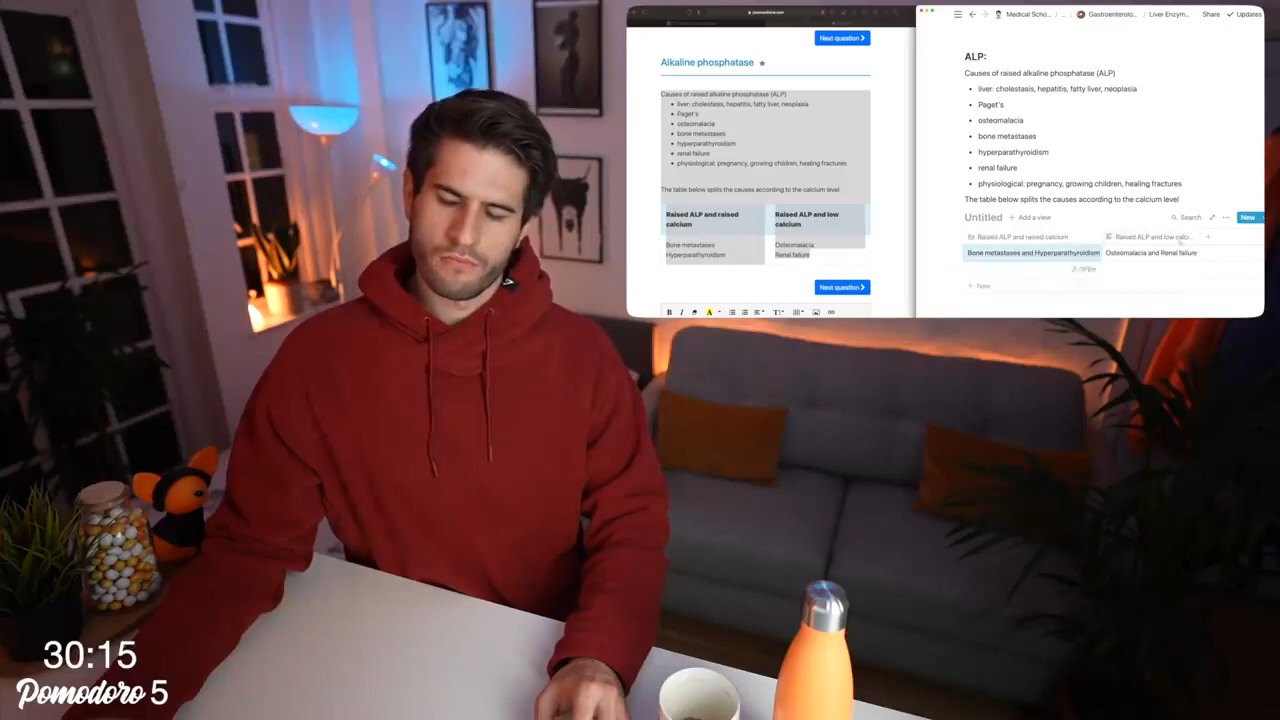 Next question
Alkaline phosphatase
Causes of raised alkaline phosphatase (ALP)
liver: cholestasis, hepatitis, fatty liver, neoplasia
Paget's
osteomalacia
bone metastases
hyperparathyroidism
renal failure
physiological: pregnancy, growing children, healing fractures
The table below splits the causes according to the calcium level
Raised ALP and raised calcium
Raised ALP and low calcium
Bone metastases
Hyperparathyroidism
Osteomalacia
Renal failure
Next question
B I A T
Medical Scho... / ... / Gastroenterolo... / Liver Enzym... Share Updates
ALP:
Causes of raised alkaline phosphatase (ALP)
liver: cholestasis, hepatitis, fatty liver, neoplasia
Paget's
osteomalacia
bone metastases
hyperparathyroidism
renal failure
physiological: pregnancy, growing children, healing fractures
The table below splits the causes according to the calcium level
Untitled + Add a view Search ... New
Raised ALP and raised calcium Raised ALP and low calc... +
Bone metastases and Hyperparathyroidism Osteomalacia and Renal failure
OPEN
+ New
30:15
Pomodoro 5